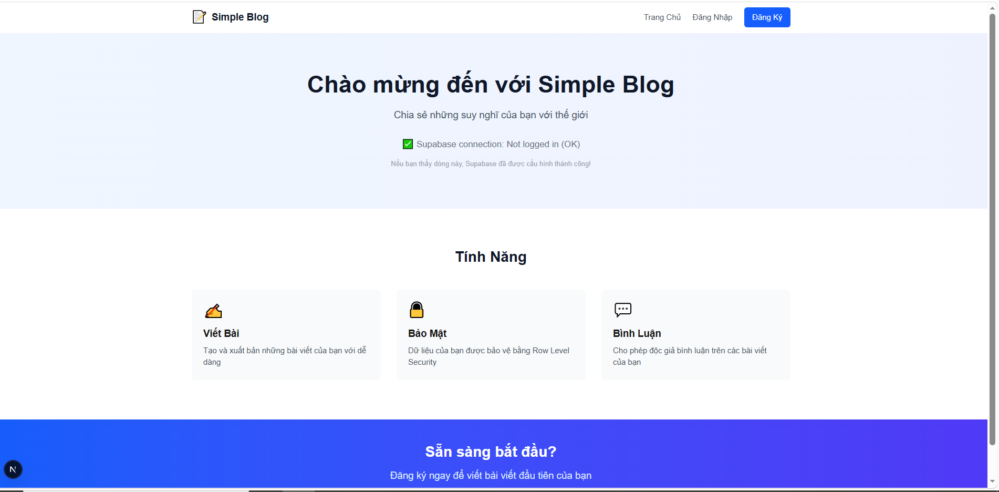 Simple Blog
Trang Chủ
Đăng Nhập
Đăng Ký
Chào mừng đến với Simple Blog
Chia sẻ những suy nghĩ của bạn với thế giới
✅ Supabase connection: Not logged in (OK)
Nếu bạn thấy dòng này, Supabase đã được cấu hình thành công!
Tính Năng
Viết Bài
Tạo và xuất bản những bài viết của bạn với dễ
dàng
Bảo Mật
Dữ liệu của bạn được bảo vệ bằng Row Level
Security
Bình Luận
Cho phép độc giả bình luận trên các bài viết
của bạn
Sẵn sàng bắt đầu?
Đăng ký ngay để viết bài viết đầu tiên của bạn
N